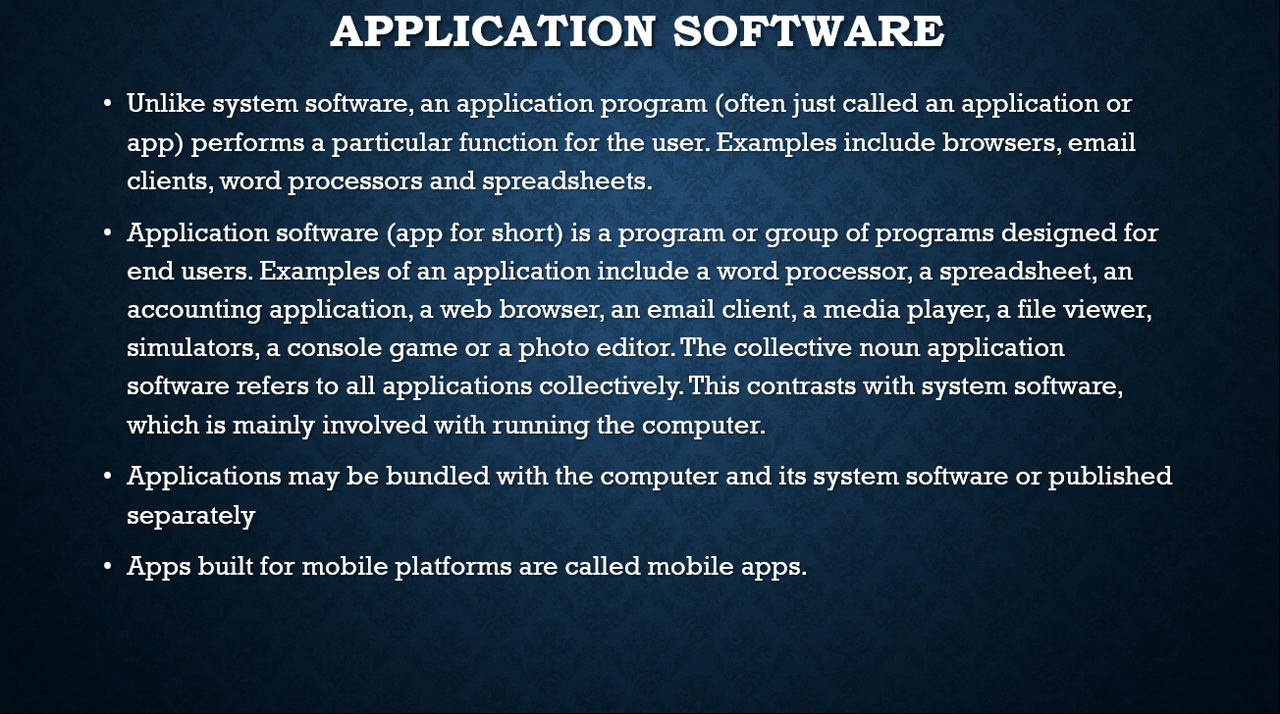 APPLICATION SOFTWARE
• Unlike system software, an application program (often just called an application or
app) performs a particular function for the user. Examples include browsers, email
clients, word processors and spreadsheets.
• Application software (app for short) is a program or group of programs designed for
end users. Examples of an application include a word processor, a spreadsheet, an
accounting application, a web browser, an email client, a media player, a file viewer,
simulators, a console game or a photo editor. The collective noun application
software refers to all applications collectively. This contrasts with system software,
which is mainly involved with running the computer.
• Applications may be bundled with the computer and its system software or published
separately
• Apps built for mobile platforms are called mobile apps.